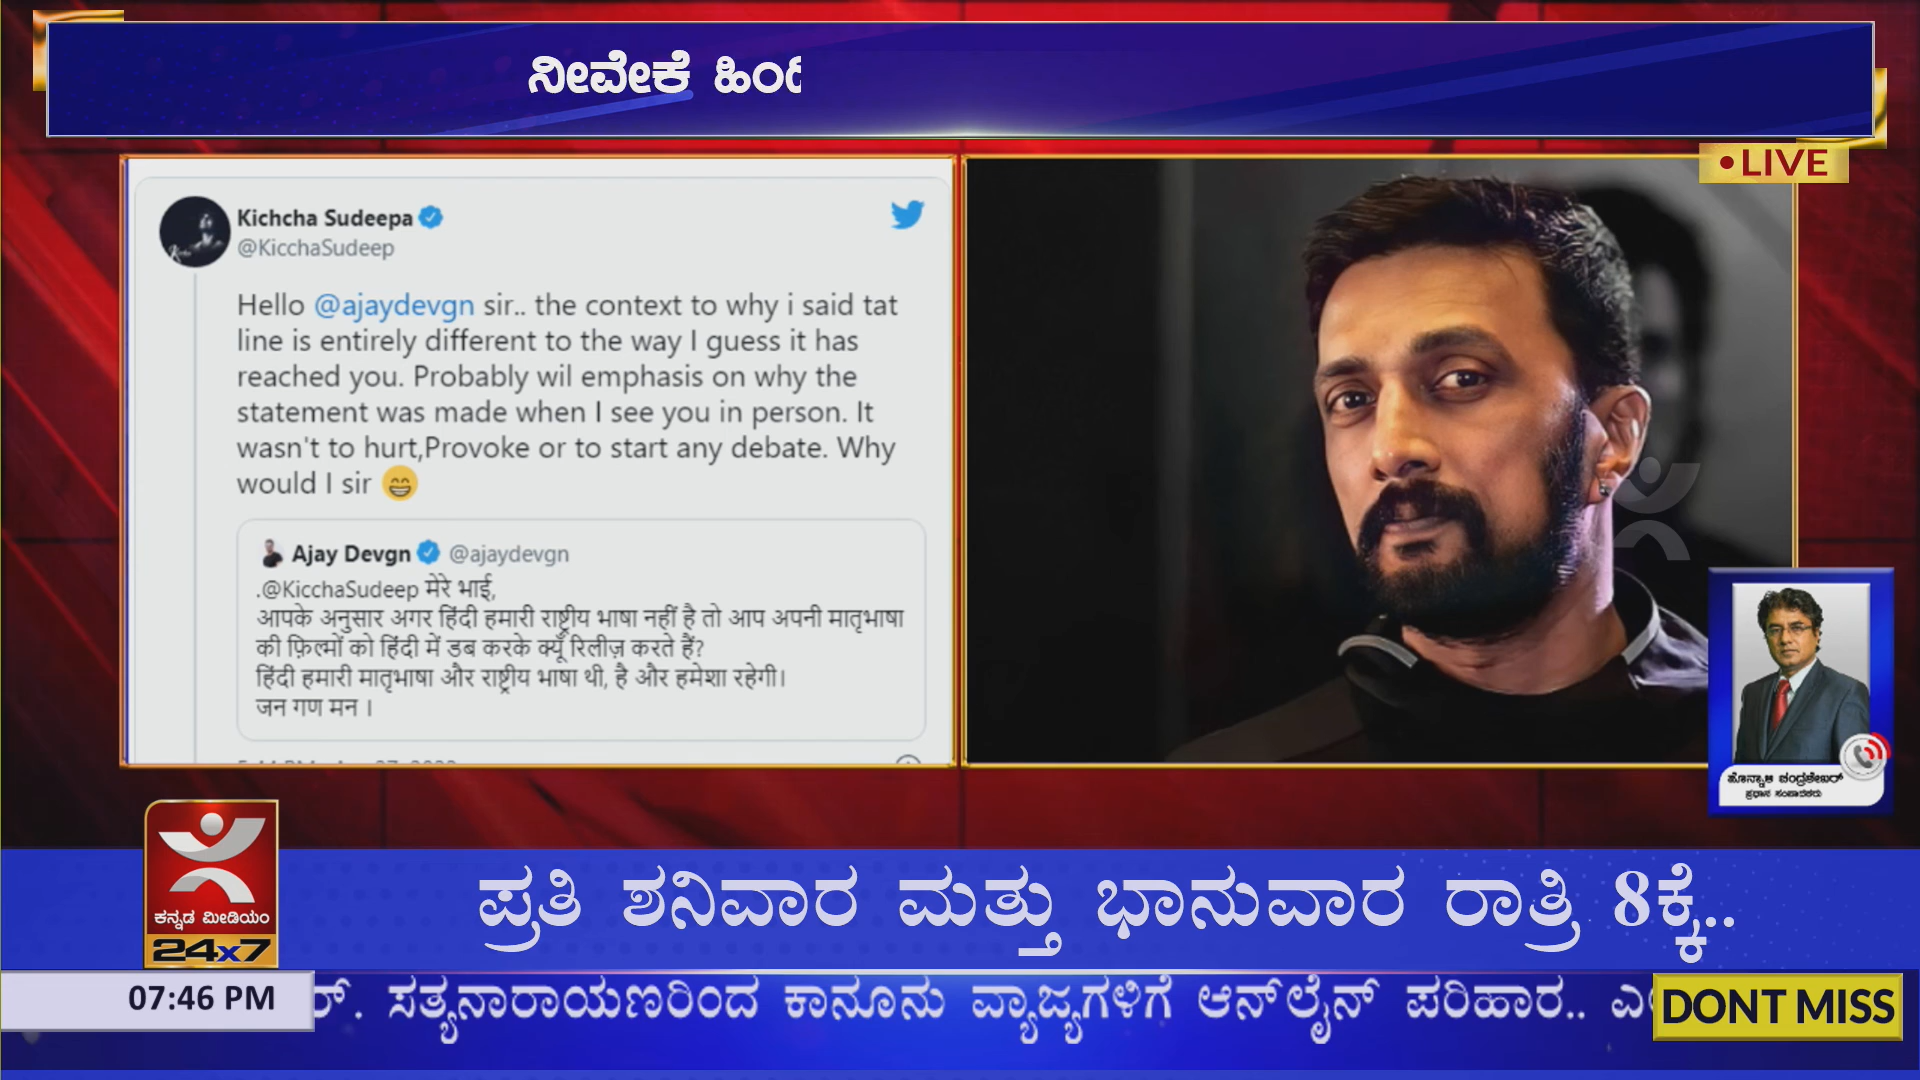 ನೀವೇಕೆ
LIVE
Kichcha Sudeepa
@KicchaSudeep
Hello @ajaydevgn sir.. the context to why i said tat
line is entirely different to the way I guess it has
reached you. Probably wil emphasis on why the
statement was made when I see you in person. It
wasn't to hurt,Provoke or to start any debate. Why
would I sir 😄
Ajay Devgn @ajaydevgn
.@KicchaSudeep मेरे भाई,
आपके अनुसार अगर हिंदी हमारी राष्ट्रीय भाषा नहीं है तो आप अपनी मातृभाषा
की फ़िल्मों को हिंदी में डब करके क्यूँ रिलीज़ करते हैं?
हिंदी हमारी मातृभाषा और राष्ट्रीय भाषा थी, है और हमेशा रहेगी।
जन गण मन ।
ಹೊನ್ನಾಳಿ ಚಂದ್ರಶೇಖರ್
ಪ್ರಧಾನ ಸಂಪಾದಕರು
ಕನ್ನಡ ಮೀಡಿಯಂ
24x7
ಪ್ರತಿ ಶನಿವಾರ ಮತ್ತು ಭಾನುವಾರ ರಾತ್ರಿ 8ಕ್ಕೆ..
07:46 PM
ಸತ್ಯನಾರಾಯಣರಿಂದ ಕಾನೂನು ವ್ಯಾಜ್ಯಗಳಿಗೆ ಆನ್‌ಲೈನ್ ಪರಿಹಾರ..
DONT MISS